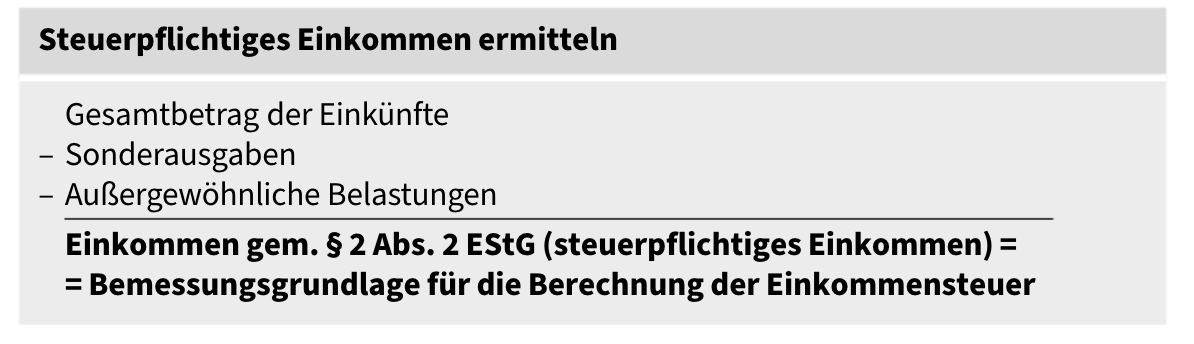 Steuerpflichtiges Einkommen ermitteln
Gesamtbetrag der Einkünfte
– Sonderausgaben
– Außergewöhnliche Belastungen
Einkommen gem. § 2 Abs. 2 EStG (steuerpflichtiges Einkommen) =
= Bemessungsgrundlage für die Berechnung der Einkommensteuer